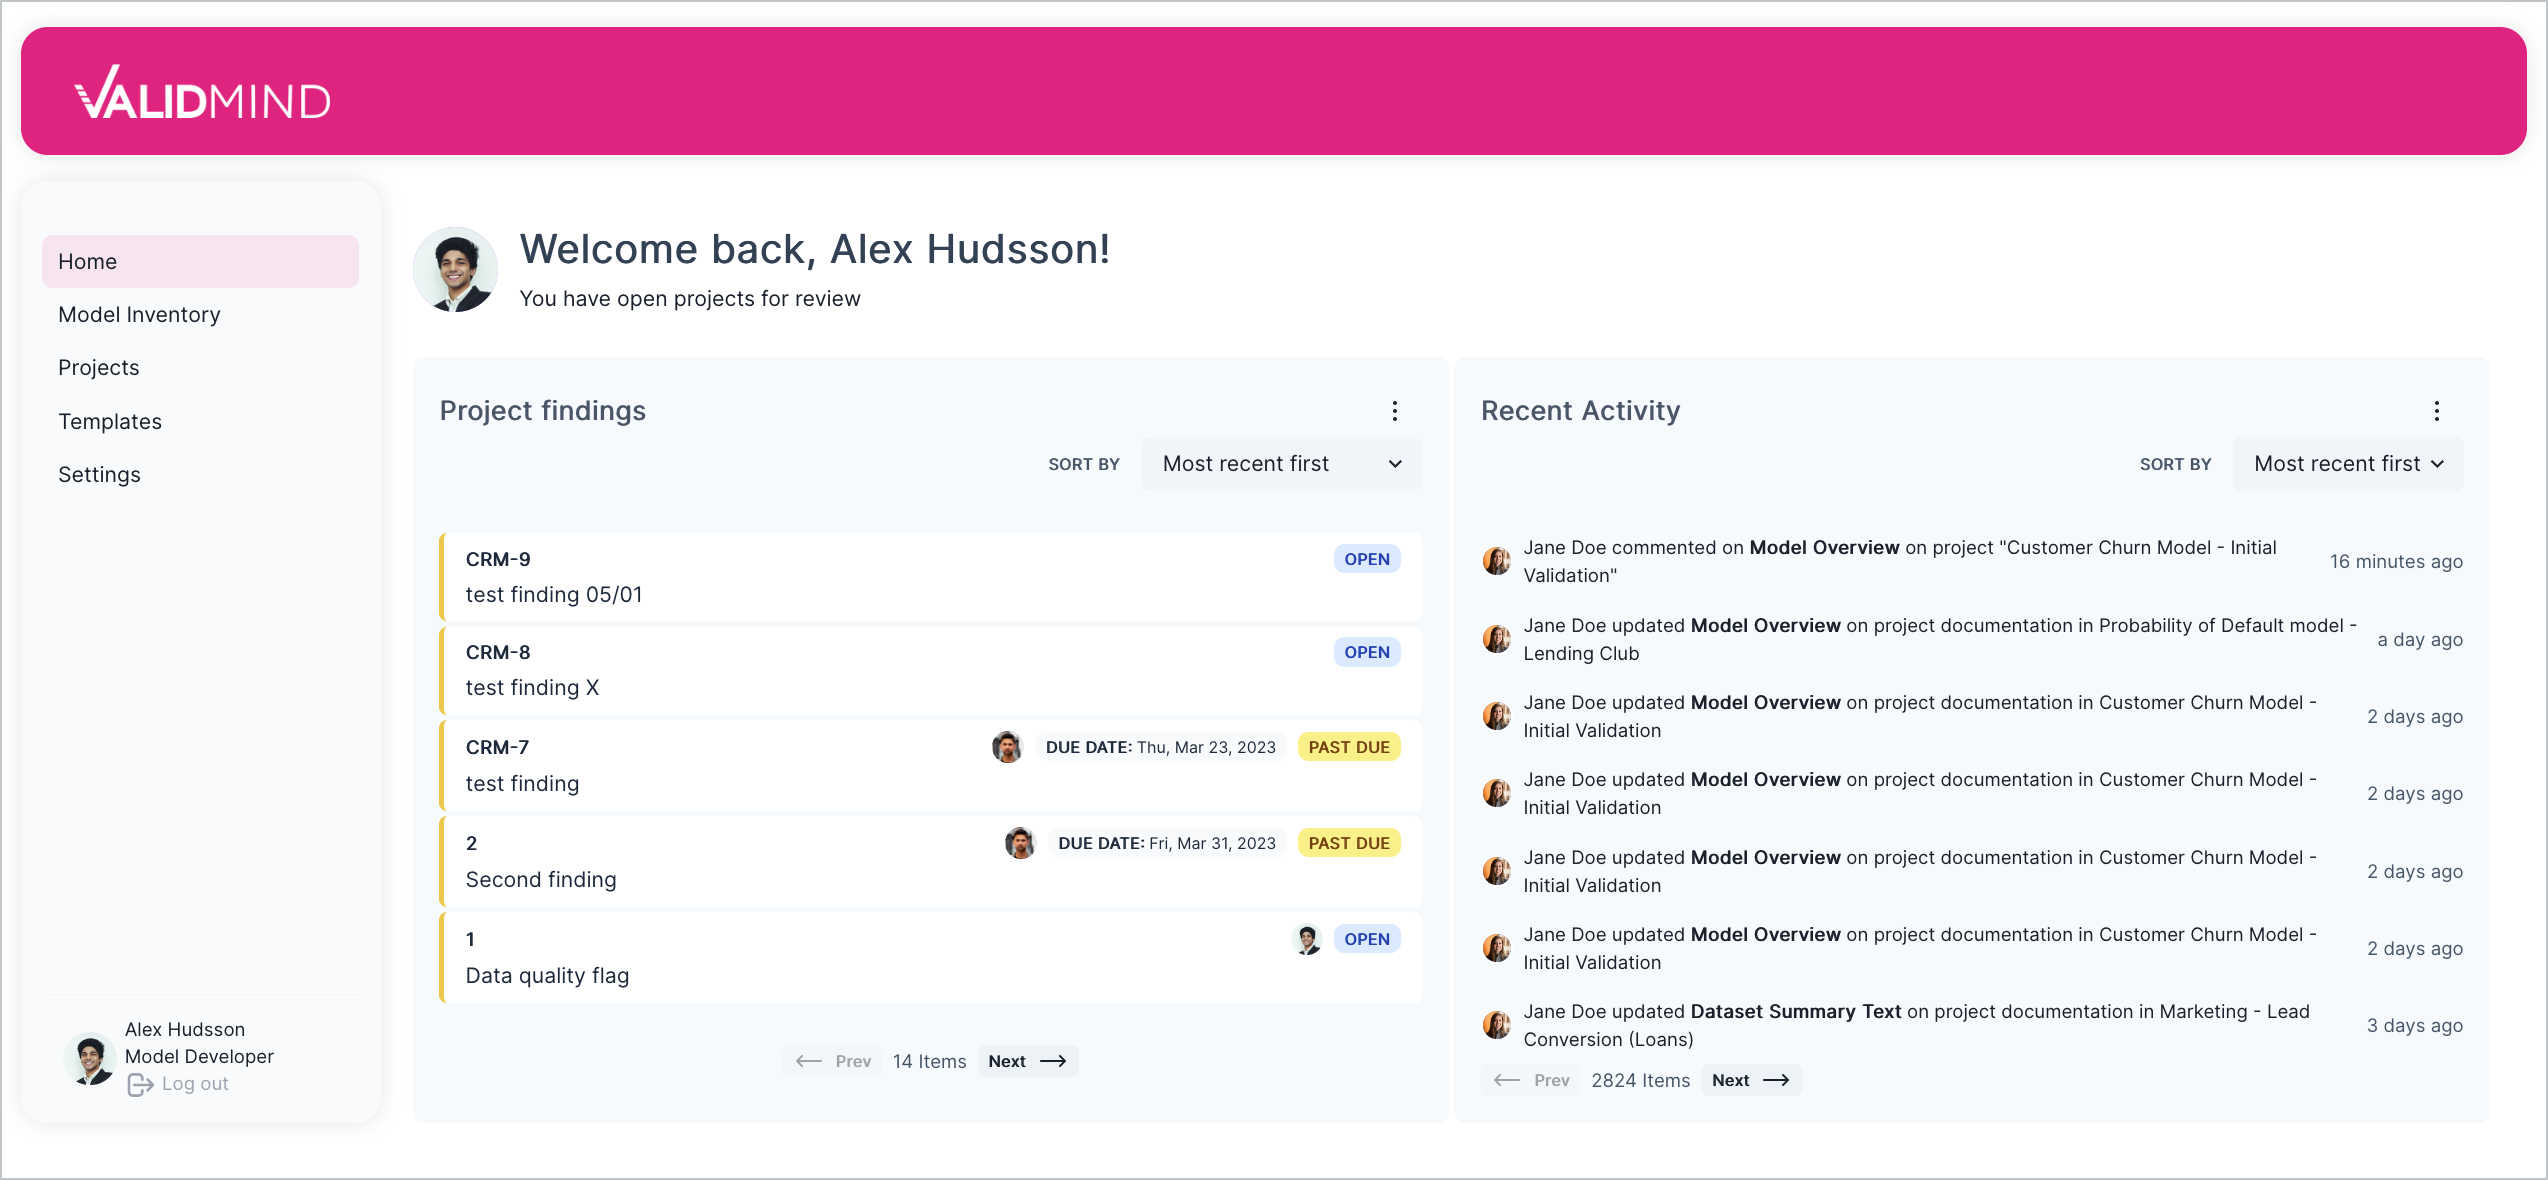 VALIDMIND
Home
Model Inventory
Projects
Templates
Settings
Alex Hudsson
Model Developer
Log out
Welcome back, Alex Hudsson!
You have open projects for review
Project findings
SORT BY Most recent first
CRM-9 OPEN
test finding 05/01
CRM-8 OPEN
test finding X
CRM-7 DUE DATE: Thu, Mar 23, 2023 PAST DUE
test finding
2 DUE DATE: Fri, Mar 31, 2023 PAST DUE
Second finding
1 OPEN
Data quality flag
Prev 14 Items Next
Recent Activity
SORT BY Most recent first
Jane Doe commented on Model Overview on project "Customer Churn Model - Initial
Validation"
16 minutes ago
Jane Doe updated Model Overview on project documentation in Probability of Default model -
Lending Club
a day ago
Jane Doe updated Model Overview on project documentation in Customer Churn Model -
Initial Validation
2 days ago
Jane Doe updated Model Overview on project documentation in Customer Churn Model -
Initial Validation
2 days ago
Jane Doe updated Model Overview on project documentation in Customer Churn Model -
Initial Validation
2 days ago
Jane Doe updated Model Overview on project documentation in Customer Churn Model -
Initial Validation
2 days ago
Jane Doe updated Dataset Summary Text on project documentation in Marketing - Lead
Conversion (Loans)
3 days ago
Prev 2824 Items Next